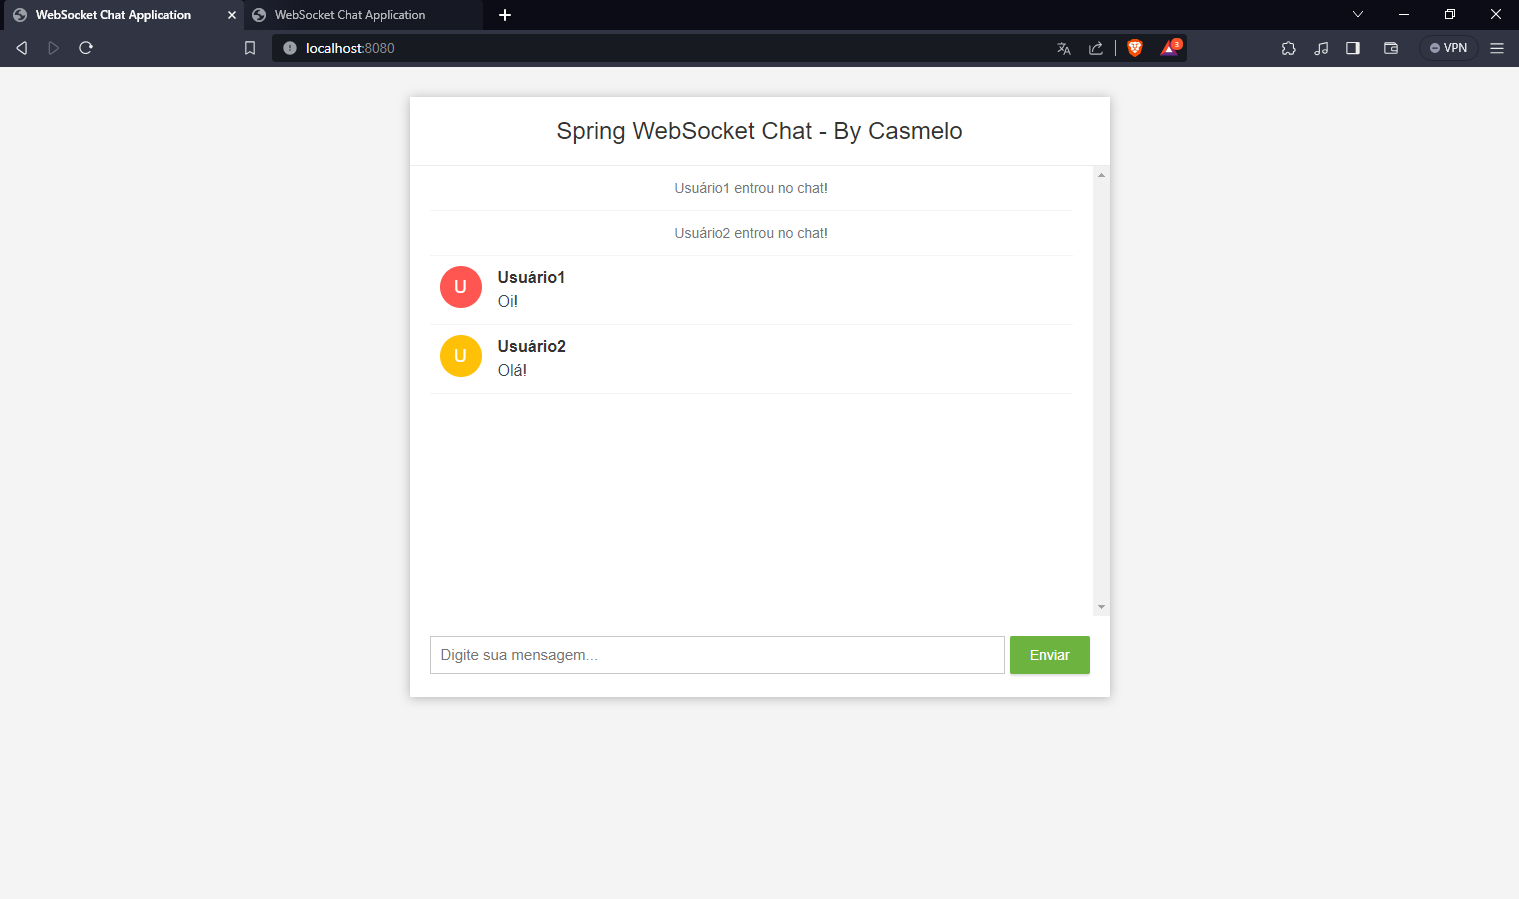 WebSocket Chat Application
WebSocket Chat Application
localhost:8080
3
VPN
Spring WebSocket Chat - By Casmelo
Usuário1 entrou no chat!
Usuário2 entrou no chat!
U
Usuário1
Oi!
U
Usuário2
Olá!
Digite sua mensagem...
Enviar